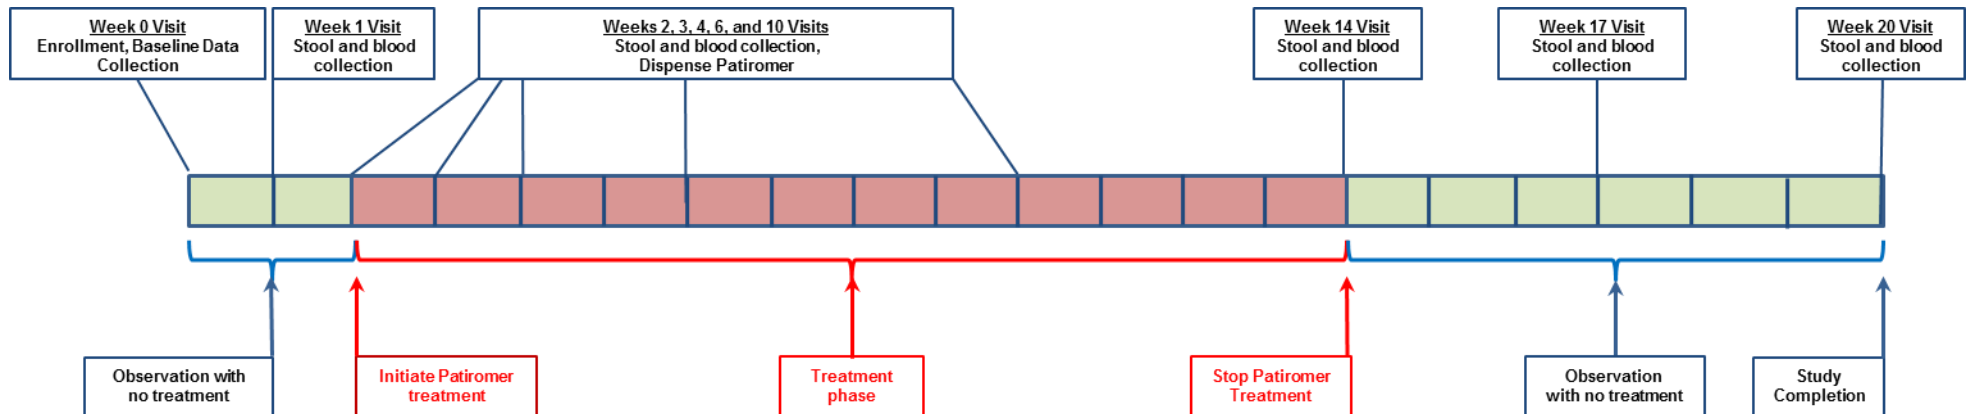 Week 0 Visit
Enrollment, Baseline Data
Collection
Week 1 Visit
Stool and blood
collection
Weeks 2, 3, 4, 6, and 10 Visits
Stool and blood collection,
Dispense Patiromer
Week 14 Visit
Stool and blood
collection
Week 17 Visit
Stool and blood
collection
Week 20 Visit
Stool and blood
collection
Observation with
no treatment
Initiate Patiromer
treatment
Treatment
phase
Stop Patiromer
Treatment
Observation
with no treatment
Study
Completion